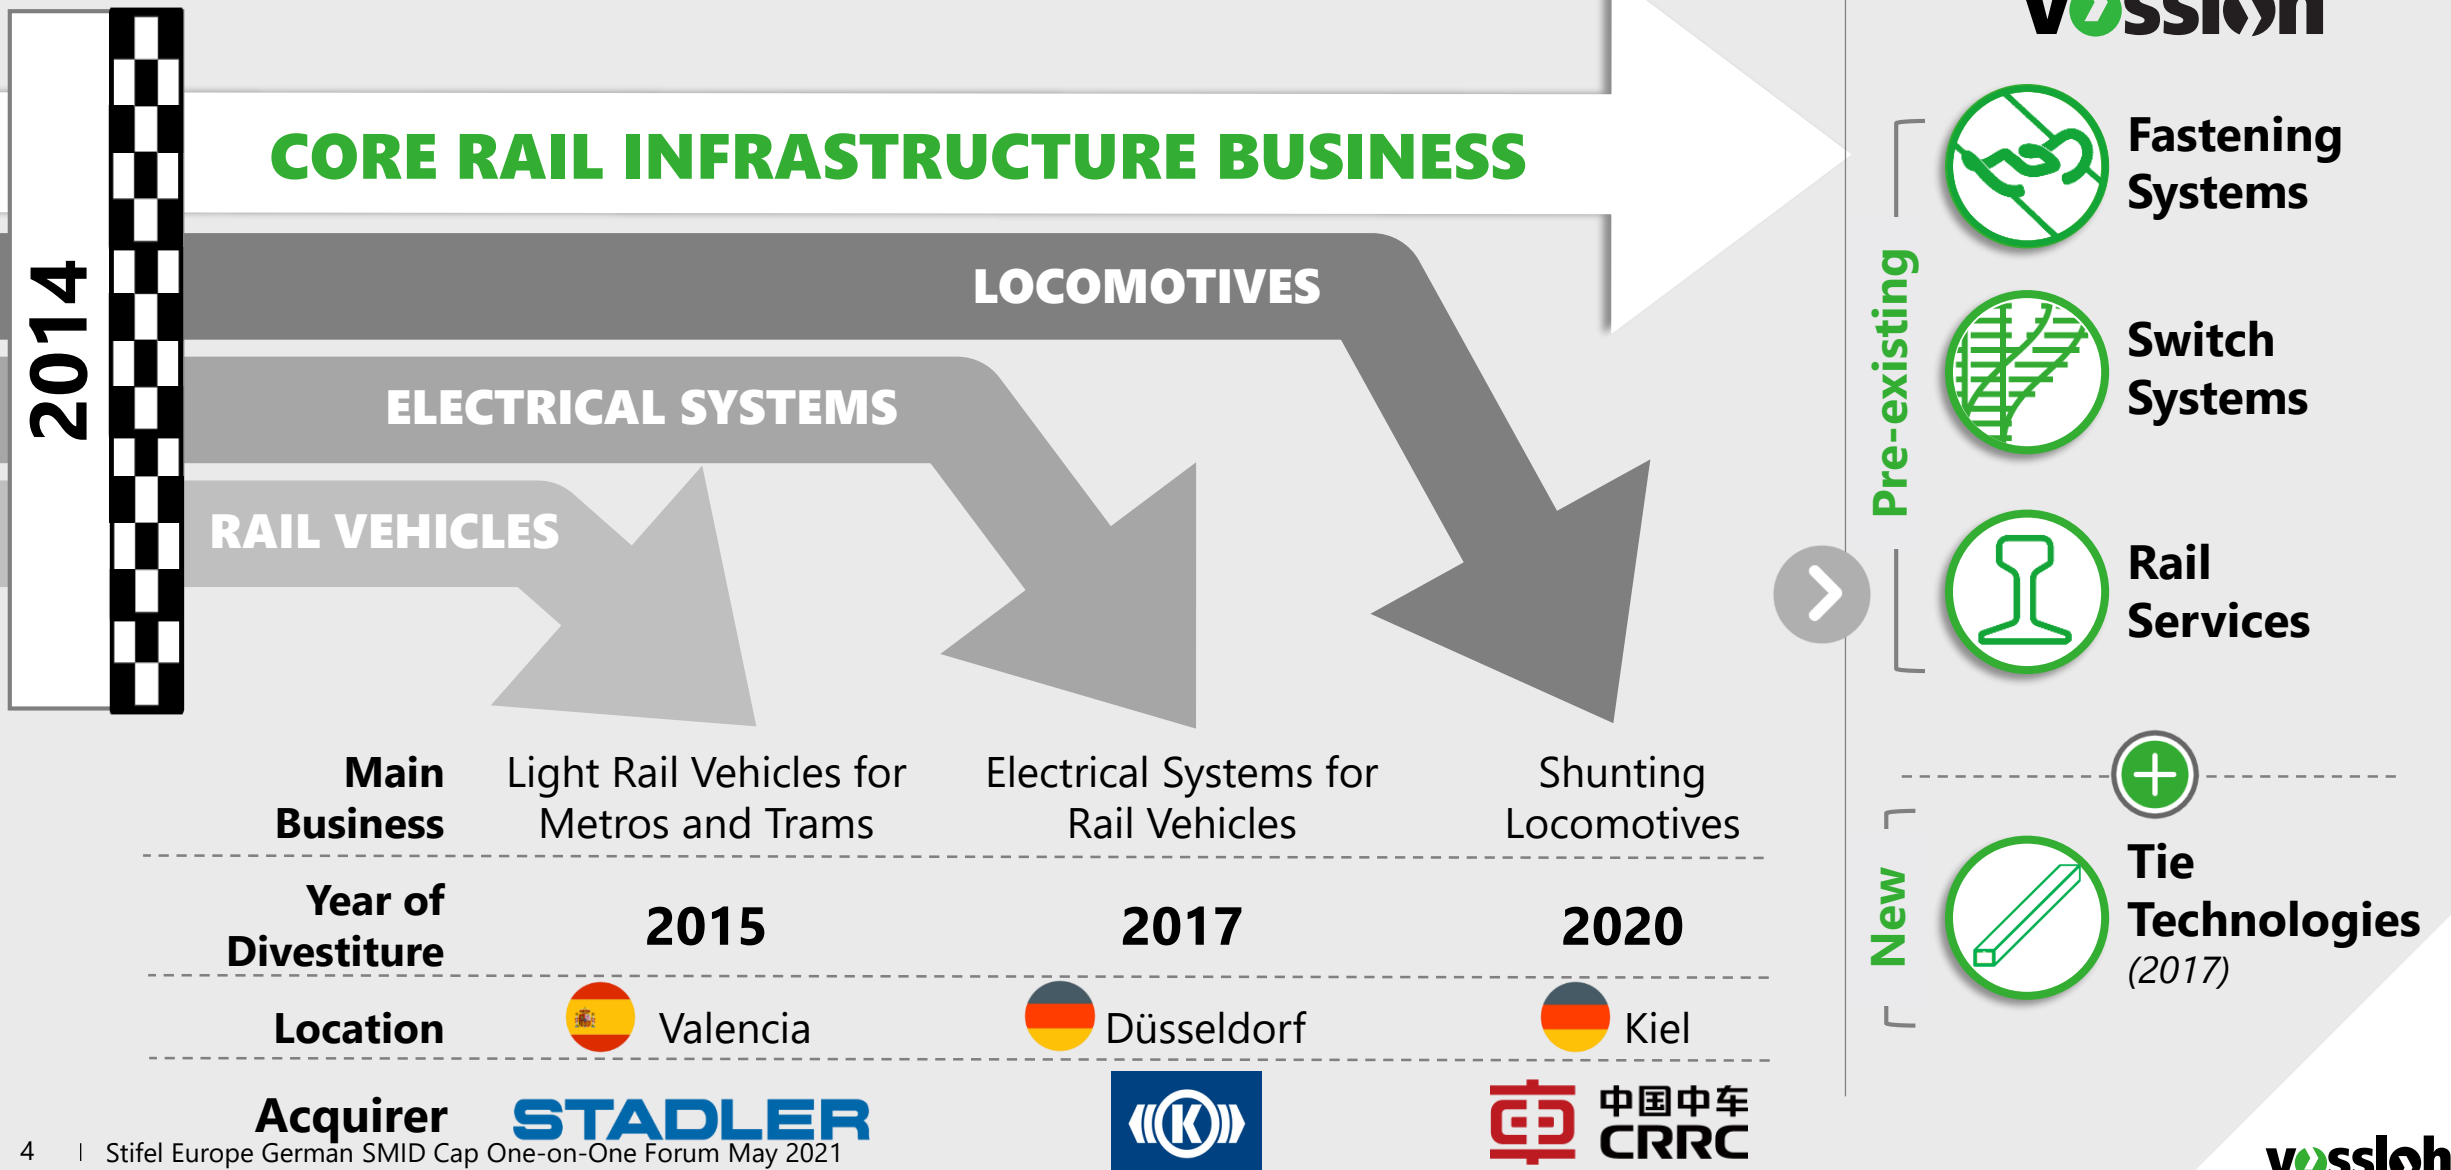 vossloh
2014
CORE RAIL INFRASTRUCTURE BUSINESS
LOCOMOTIVES
ELECTRICAL SYSTEMS
RAIL VEHICLES
Main
Business
Light Rail Vehicles for
Metros and Trams
Electrical Systems for
Rail Vehicles
Shunting
Locomotives
Year of
Divestiture
2015
2017
2020
Location
Valencia
Düsseldorf
Kiel
Acquirer
STADLER
K
中国中车
CRRC
Pre-existing
Fastening
Systems
Switch
Systems
Rail
Services
New
Tie
Technologies
(2017)
4 | Stifel Europe German SMID Cap One-on-One Forum May 2021
vossloh